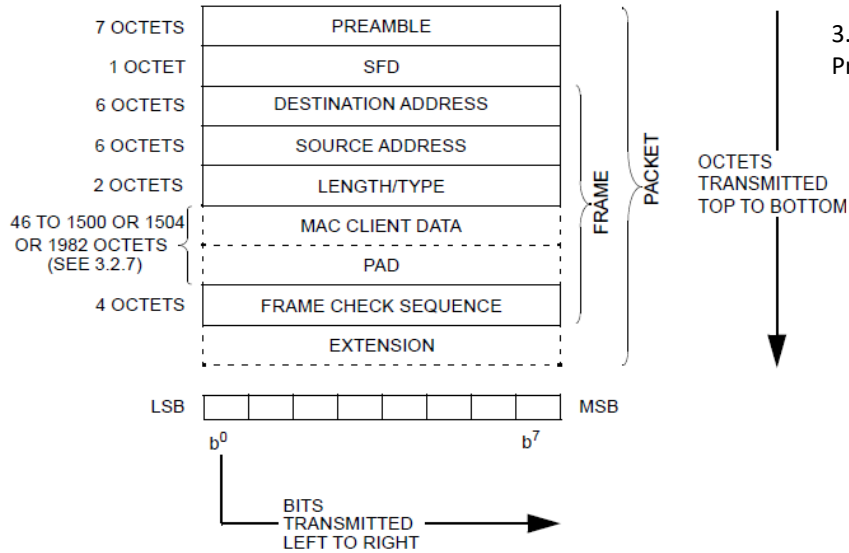 7 OCTETS PREAMBLE
1 OCTET SFD
6 OCTETS DESTINATION ADDRESS
6 OCTETS SOURCE ADDRESS
2 OCTETS LENGTH/TYPE
46 TO 1500 OR 1504
OR 1982 OCTETS
(SEE 3.2.7)
MAC CLIENT DATA
PAD
4 OCTETS FRAME CHECK SEQUENCE
EXTENSION
FRAME
PACKET
3.
Pr
OCTETS
TRANSMITTED
TOP TO BOTTOM
LSB MSB
b0 b7
BITS
TRANSMITTED
LEFT TO RIGHT